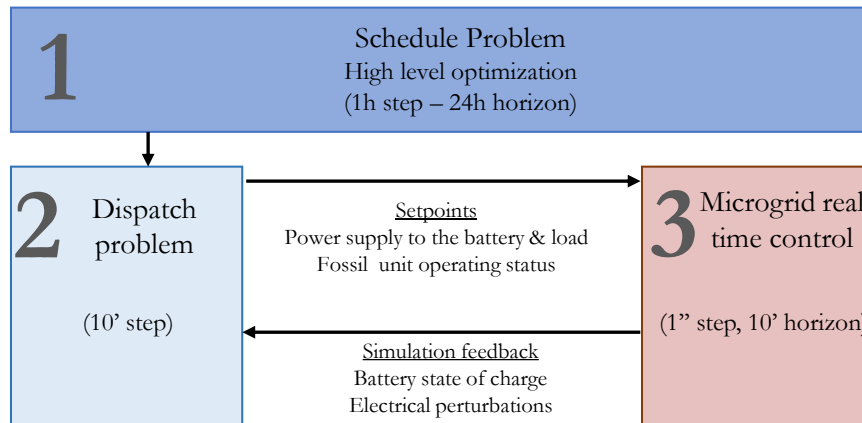 1
Schedule Problem
High level optimization
(1h step – 24h horizon)
2
Dispatch
problem
(10’ step)
Setpoints
Power supply to the battery & load
Fossil unit operating status
Simulation feedback
Battery state of charge
Electrical perturbations
3
Microgrid real
time control
(1” step, 10’ horizon)